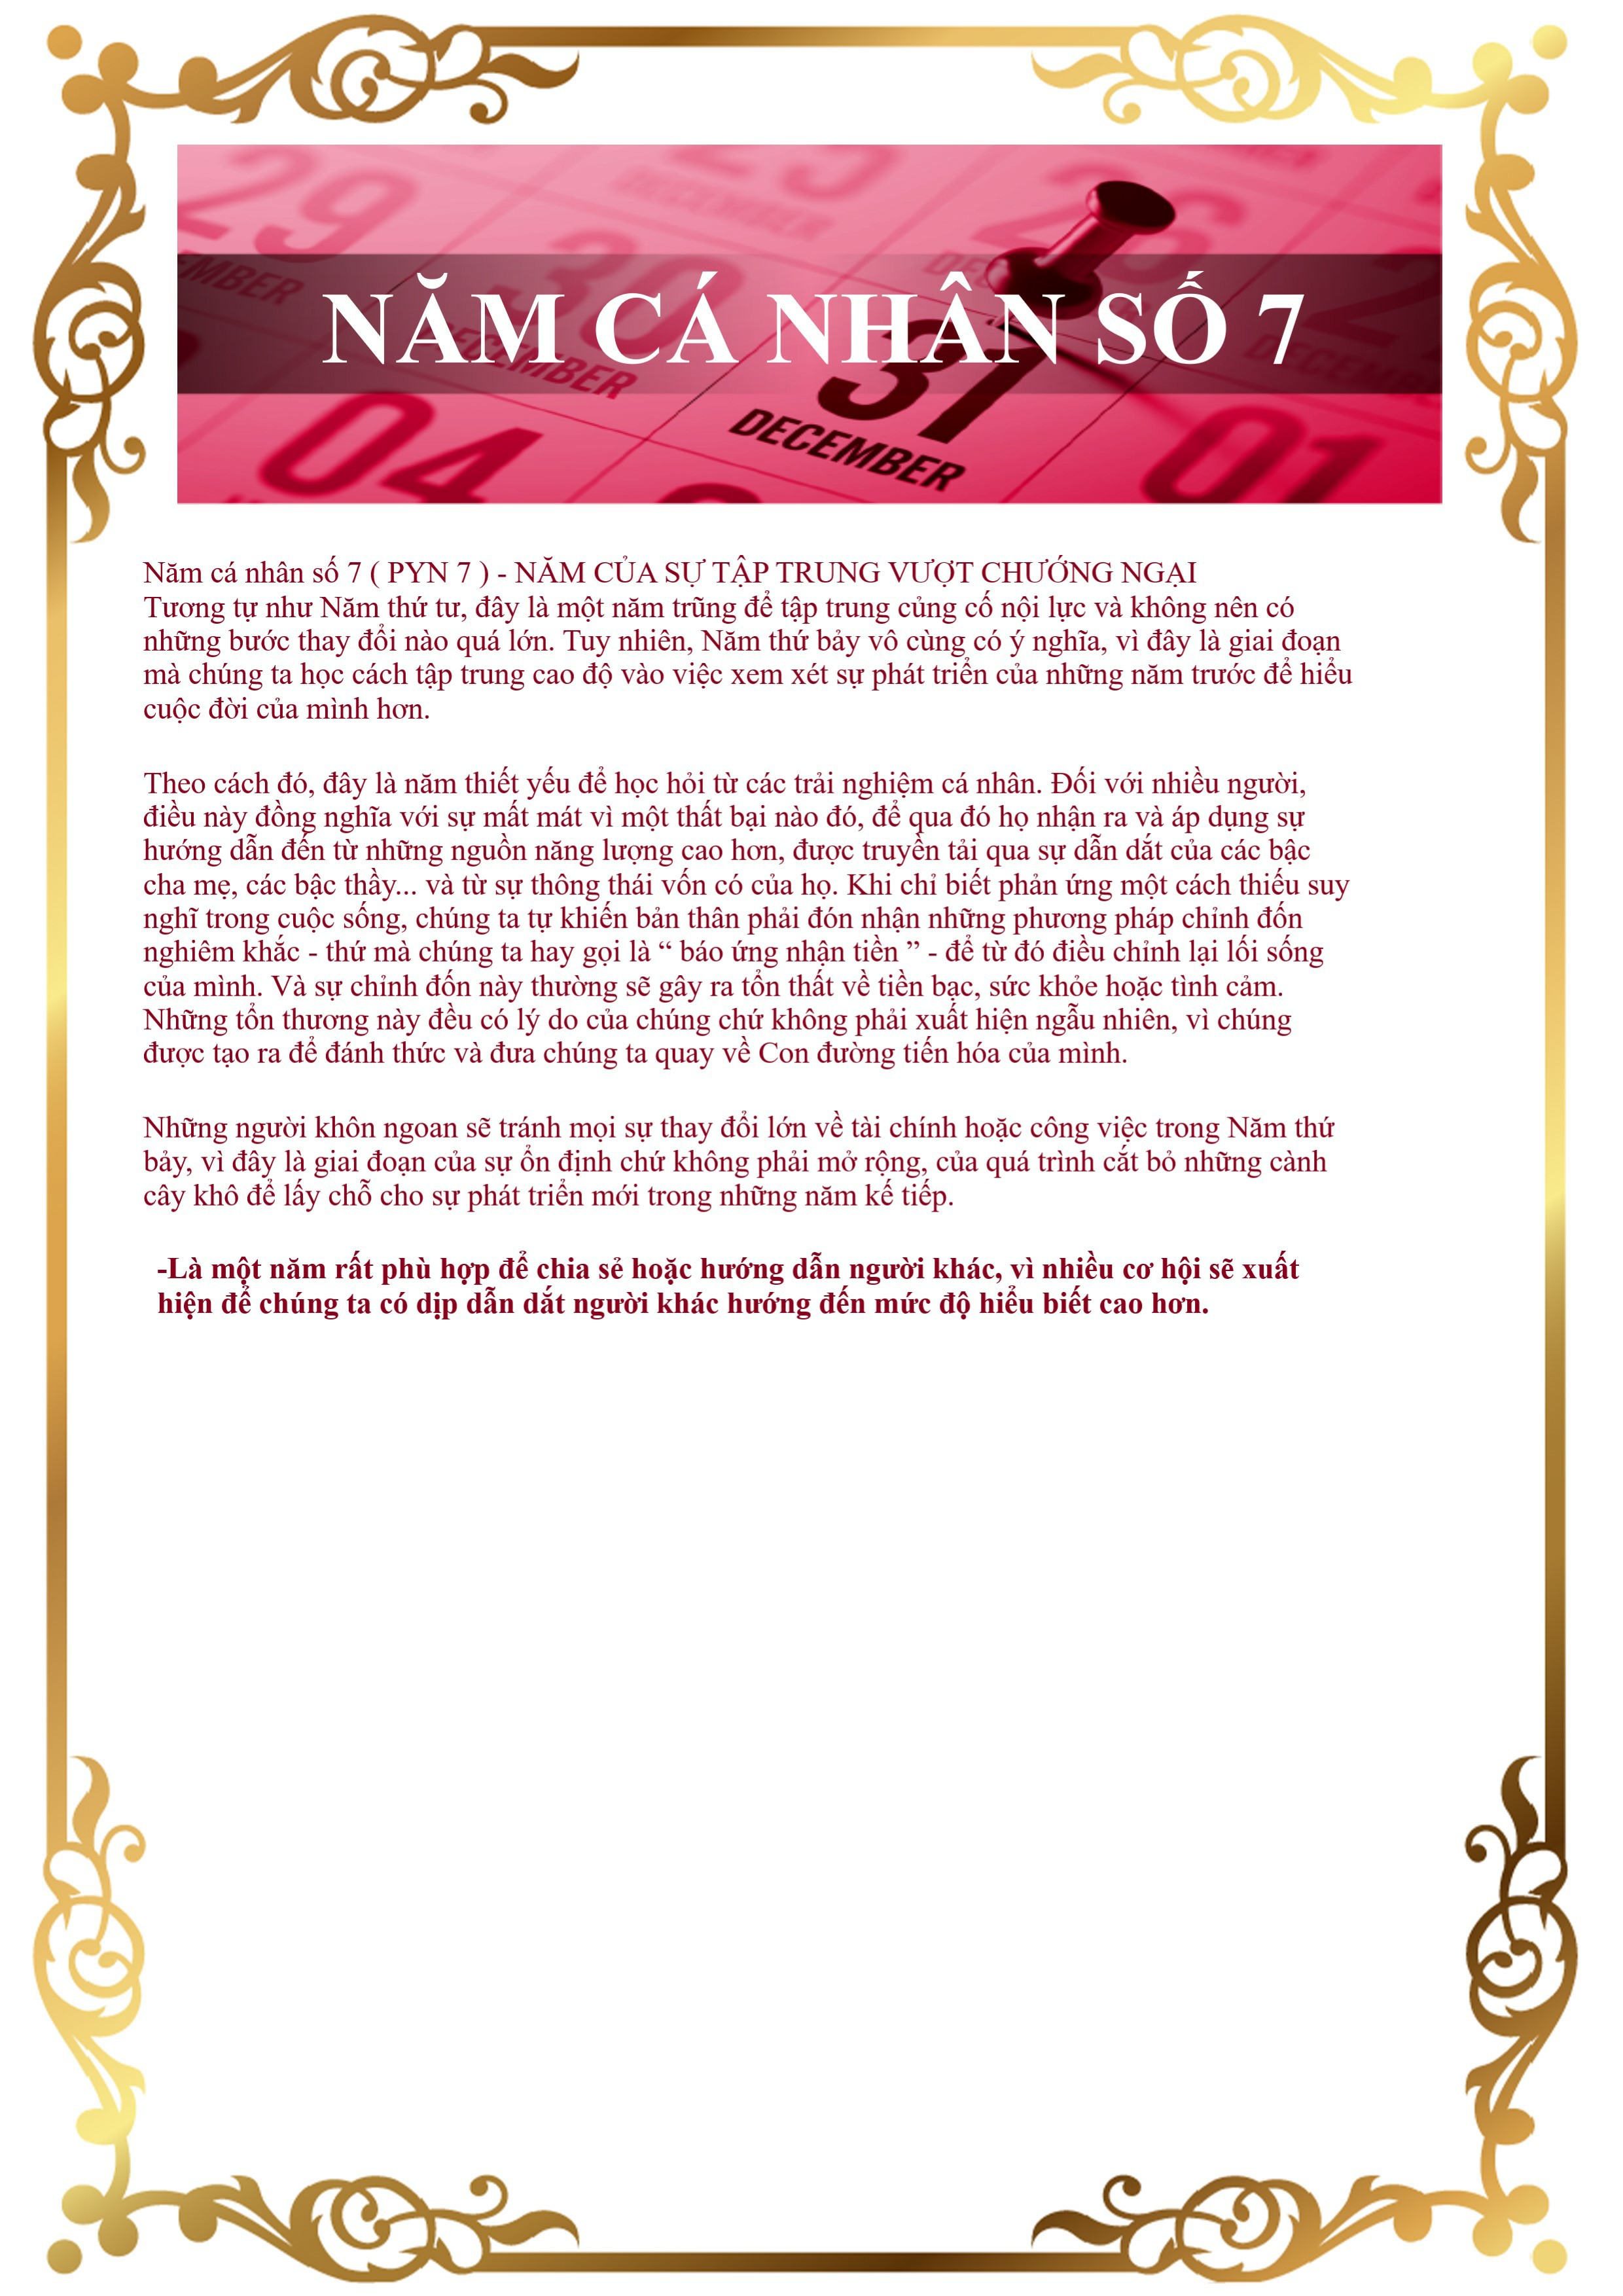 29
DECEMBER
25
26
30
DECEMBER
NĂM CÁ NHÂN SỐ 7
31
DECEMBER
04
01
Năm cá nhân số 7 ( PYN 7 ) - NĂM CỦA SỰ TẬP TRUNG VƯỢT CHƯỚNG NGẠI
Tương tự như Năm thứ tư, đây là một năm trũng để tập trung củng cố nội lực và không nên có
những bước thay đổi nào quá lớn. Tuy nhiên, Năm thứ bảy vô cùng có ý nghĩa, vì đây là giai đoạn
mà chúng ta học cách tập trung cao độ vào việc xem xét sự phát triển của những năm trước để hiểu
cuộc đời của mình hơn.
Theo cách đó, đây là năm thiết yếu để học hỏi từ các trải nghiệm cá nhân. Đối với nhiều người,
điều này đồng nghĩa với sự mất mát vì một thất bại nào đó, để qua đó họ nhận ra và áp dụng sự
hướng dẫn đến từ những nguồn năng lượng cao hơn, được truyền tải qua sự dẫn dắt của các bậc
cha mẹ, các bậc thầy... và từ sự thông thái vốn có của họ. Khi chỉ biết phản ứng một cách thiếu suy
nghĩ trong cuộc sống, chúng ta tự khiến bản thân phải đón nhận những phương pháp chỉnh đốn
nghiêm khắc - thứ mà chúng ta hay gọi là “ báo ứng nhận tiền ” - để từ đó điều chỉnh lại lối sống
của mình. Và sự chỉnh đốn này thường sẽ gây ra tổn thất về tiền bạc, sức khỏe hoặc tình cảm.
Những tổn thương này đều có lý do của chúng chứ không phải xuất hiện ngẫu nhiên, vì chúng
được tạo ra để đánh thức và đưa chúng ta quay về Con đường tiến hóa của mình.
Những người khôn ngoan sẽ tránh mọi sự thay đổi lớn về tài chính hoặc công việc trong Năm thứ
bảy, vì đây là giai đoạn của sự ổn định chứ không phải mở rộng, của quá trình cắt bỏ những cành
cây khô để lấy chỗ cho sự phát triển mới trong những năm kế tiếp.
-Là một năm rất phù hợp để chia sẻ hoặc hướng dẫn người khác, vì nhiều cơ hội sẽ xuất
hiện để chúng ta có dịp dẫn dắt người khác hướng đến mức độ hiểu biết cao hơn.